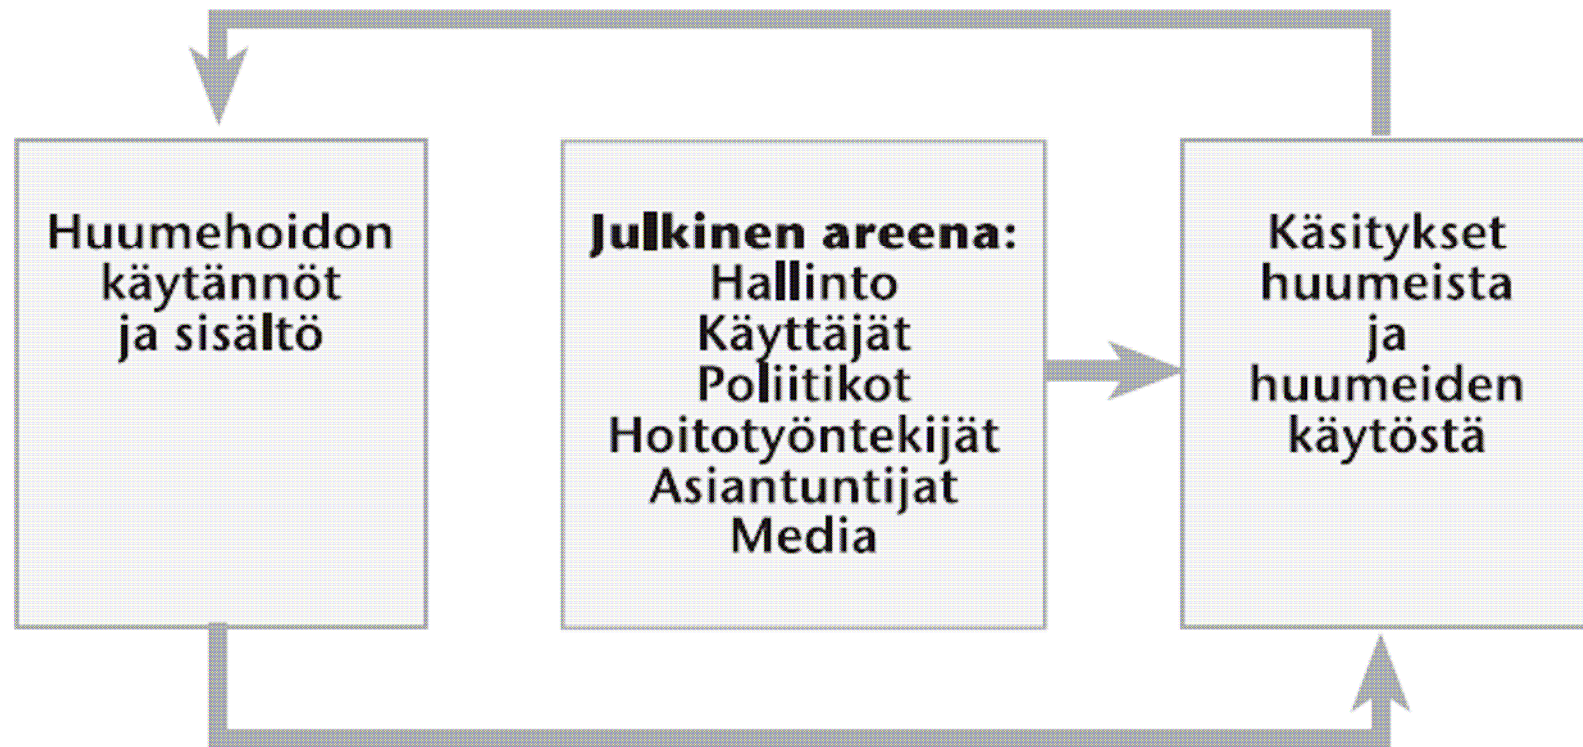 Huumehoidon
käytännöt
ja sisältö
Julkinen areena:
Hallinto
Käyttäjät
Poliitikot
Hoitotyöntekijät
Asiantuntijat
Media
Käsitykset
huumeista
ja
huumeiden
käytöstä